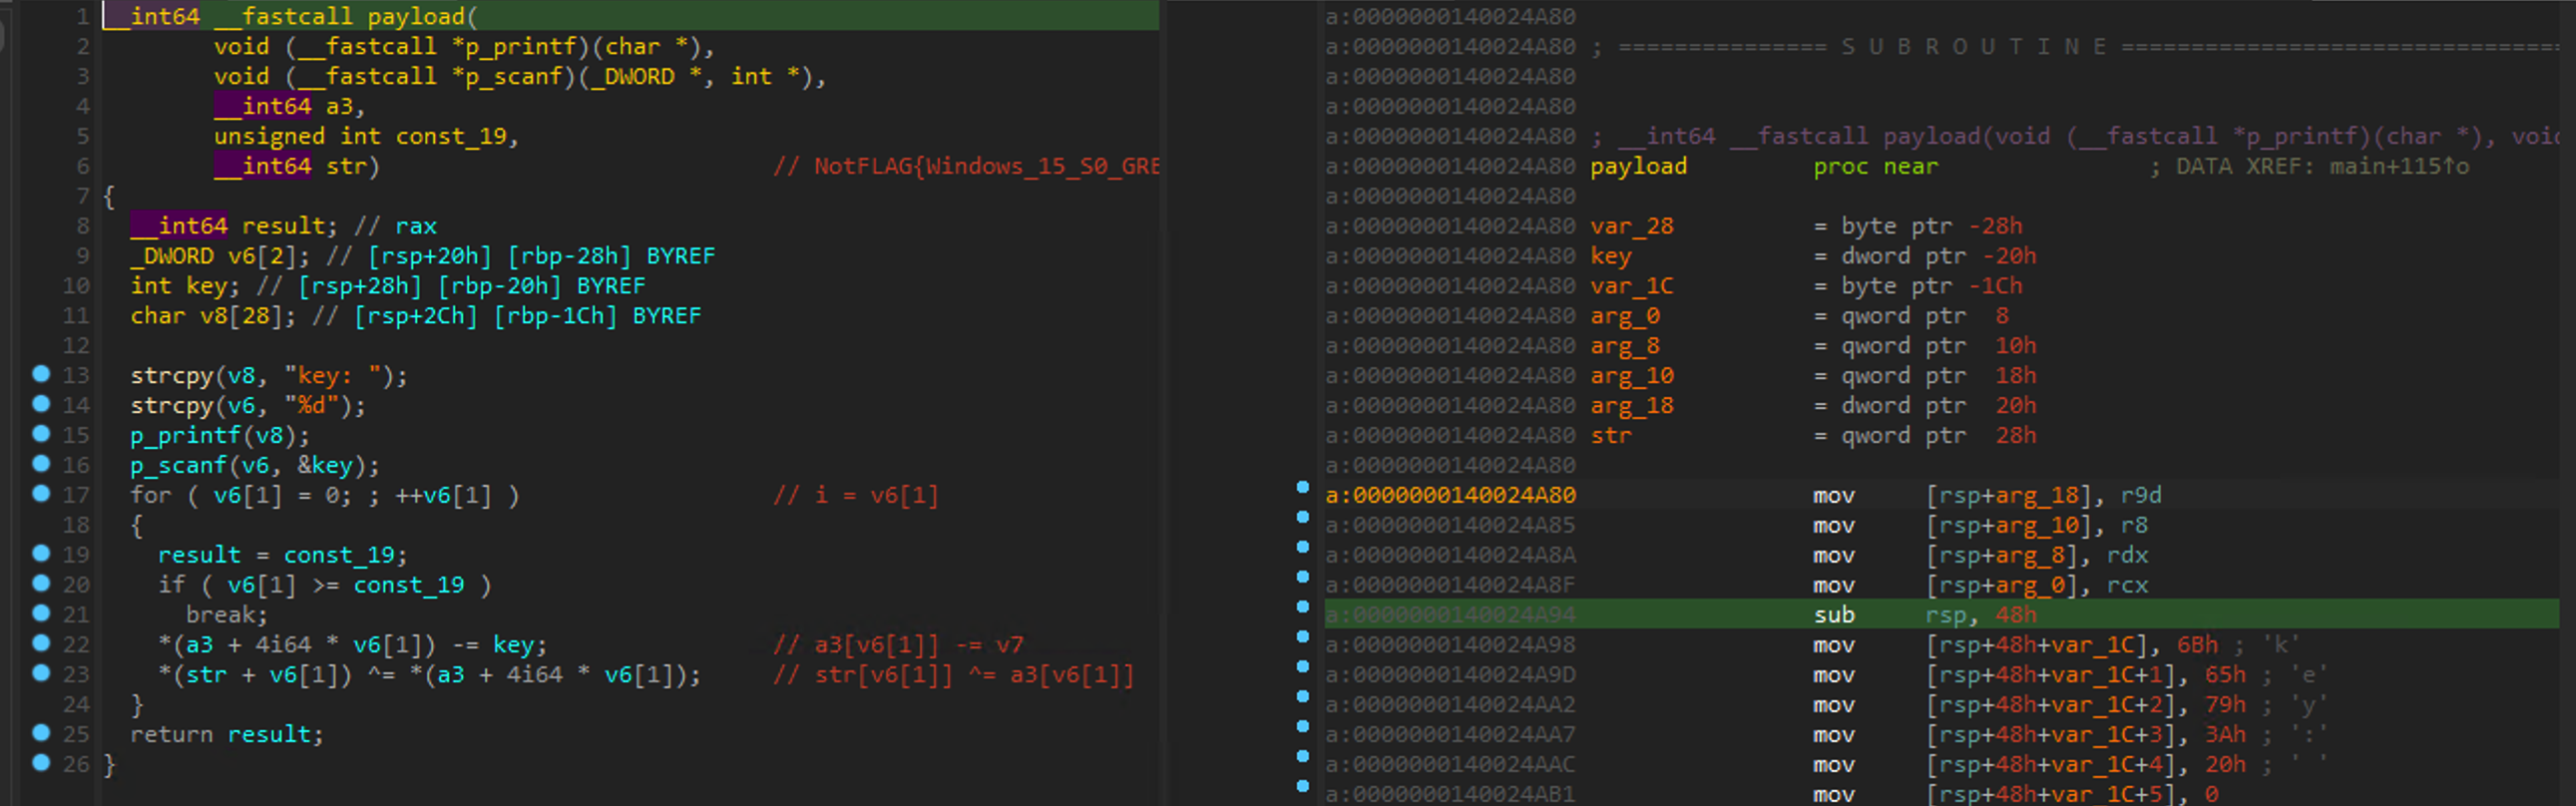 1 __int64 __fastcall payload(
2 void (__fastcall *p_printf)(char *),
3 void (__fastcall *p_scanf)(_DWORD *, int *),
4 __int64 a3,
5 unsigned int const_19,
6 __int64 str) // NotFLAG{Windows_15_S0_GRE
7 {
8 __int64 result; // rax
9 _DWORD v6[2]; // [rsp+20h] [rbp-28h] BYREF
10 int key; // [rsp+28h] [rbp-20h] BYREF
11 char v8[28]; // [rsp+2Ch] [rbp-1Ch] BYREF
12
13 strcpy(v8, "key: ");
14 strcpy(v6, "%d");
15 p_printf(v8);
16 p_scanf(v6, &key);
17 for ( v6[1] = 0; ; ++v6[1] ) // i = v6[1]
18 {
19 result = const_19;
20 if ( v6[1] >= const_19 )
21 break;
22 *(a3 + 4i64 * v6[1]) -= key; // a3[v6[1]] -= v7
23 *(str + v6[1]) ^= *(a3 + 4i64 * v6[1]); // str[v6[1]] ^= a3[v6[1]]
24 }
25 return result;
26 }
a:0000000140024A80
a:0000000140024A80 ; =============== S U B R O U T I N E ================================
a:0000000140024A80
a:0000000140024A80
a:0000000140024A80 ; __int64 __fastcall payload(void (__fastcall *p_printf)(char *), voi
a:0000000140024A80 payload proc near ; DATA XREF: main+115↑o
a:0000000140024A80
a:0000000140024A80 var_28 = byte ptr -28h
a:0000000140024A80 key = dword ptr -20h
a:0000000140024A80 var_1C = byte ptr -1Ch
a:0000000140024A80 arg_0 = qword ptr 8
a:0000000140024A80 arg_8 = qword ptr 10h
a:0000000140024A80 arg_10 = qword ptr 18h
a:0000000140024A80 arg_18 = dword ptr 20h
a:0000000140024A80 str = qword ptr 28h
a:0000000140024A80
a:0000000140024A80 mov [rsp+arg_18], r9d
a:0000000140024A85 mov [rsp+arg_10], r8
a:0000000140024A8A mov [rsp+arg_8], rdx
a:0000000140024A8F mov [rsp+arg_0], rcx
a:0000000140024A94 sub rsp, 48h
a:0000000140024A98 mov [rsp+48h+var_1C], 6Bh ; 'k'
a:0000000140024A9D mov [rsp+48h+var_1C+1], 65h ; 'e'
a:0000000140024AA2 mov [rsp+48h+var_1C+2], 79h ; 'y'
a:0000000140024AA7 mov [rsp+48h+var_1C+3], 3Ah ; ':'
a:0000000140024AAC mov [rsp+48h+var_1C+4], 20h ; ' '
a:0000000140024AB1 mov [rsp+48h+var_1C+5], 0